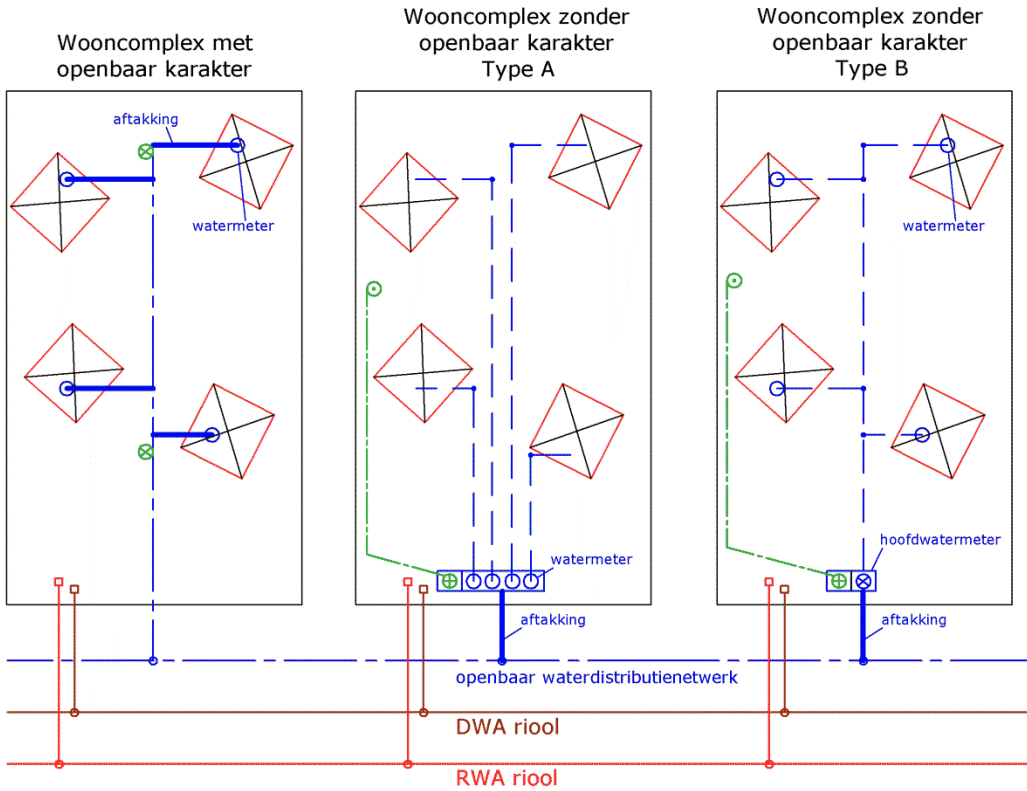 Wooncomplex met
openbaar karakter
Wooncomplex zonder
openbaar karakter
Type A
Wooncomplex zonder
openbaar karakter
Type B
aftakking
watermeter
watermeter
aftakking
watermeter
hoofdwatermeter
aftakking
openbaar waterdistributienetwerk
DWA riool
RWA riool